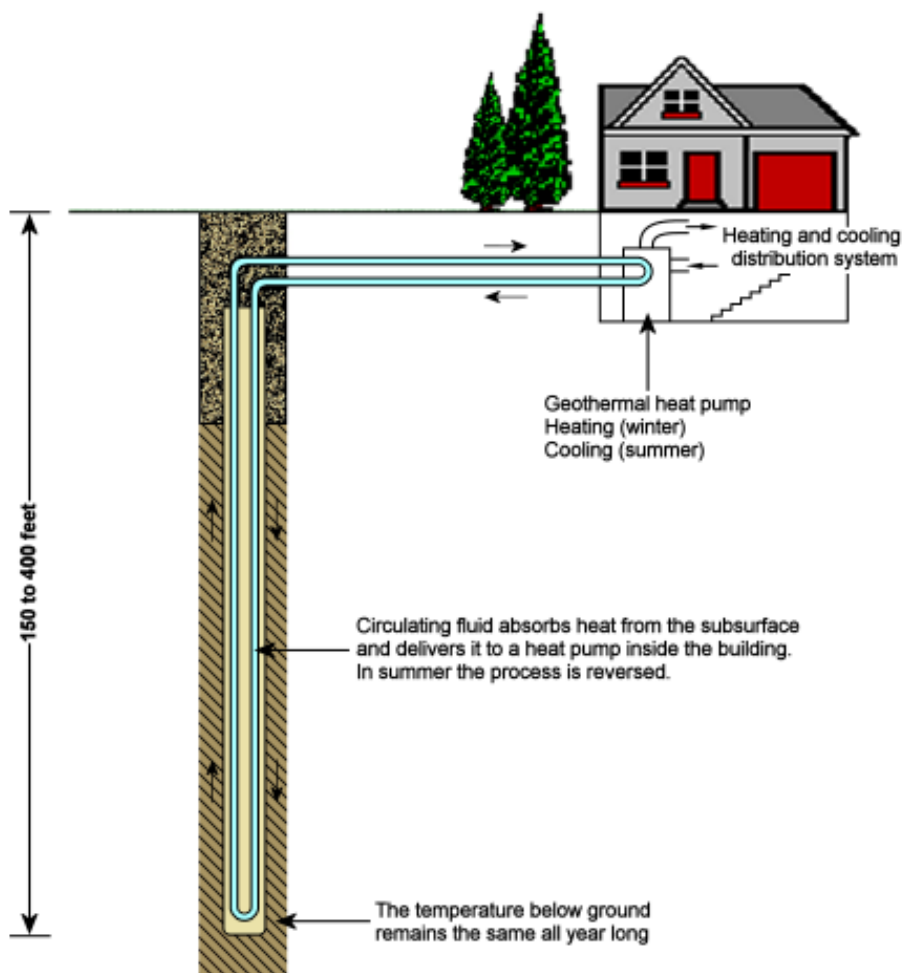 Heating and cooling
distribution system
Geothermal heat pump
Heating (winter)
Cooling (summer)
150 to 400 feet
Circulating fluid absorbs heat from the subsurface
and delivers it to a heat pump inside the building.
In summer the process is reversed.
The temperature below ground
remains the same all year long